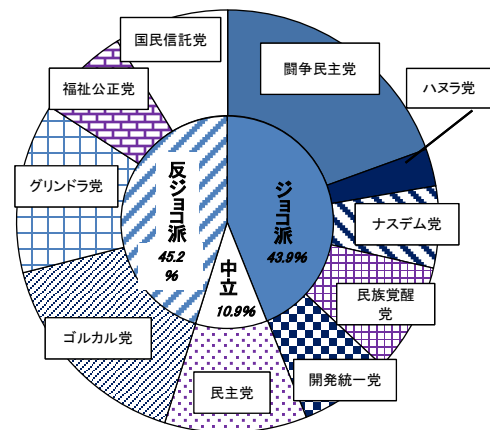 国民信託党
闘争民主党
福祉公正党
ハヌラ党
グリンドラ党
反ジョコ派
45.2
%
ジョコ派
43.9%
ナスデム党
中立
10.9%
民族覚醒
党
ゴルカル党
民主党
開発統一党